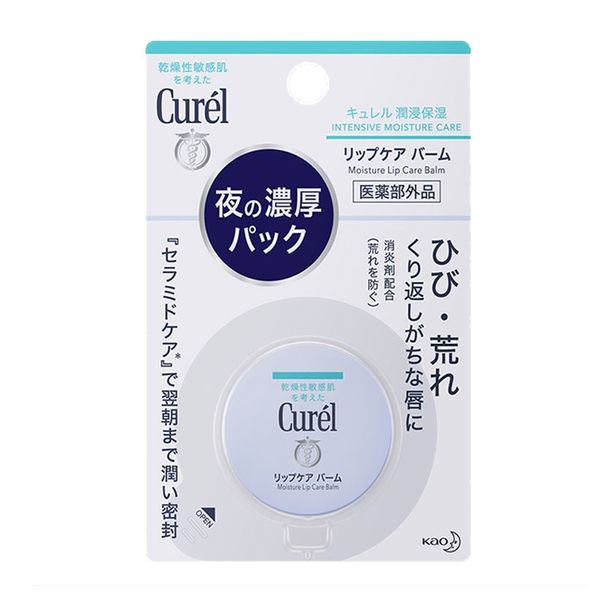 乾燥性敏感肌
を考えた
Curél
キュレル 潤浸保湿
INTENSIVE MOISTURE CARE
リップケア バーム
Moisture Lip Care Balm
医薬部外品
夜の濃厚
パック
ひび・荒れ
くり返しがちな唇に
消炎剤配合
(荒れを防ぐ)
『セラミドケア』*で翌朝まで潤い密封
乾燥性敏感肌
を考えた
Curél
リップケア バーム
Moisture Lip Care Balm
OPEN
Kao